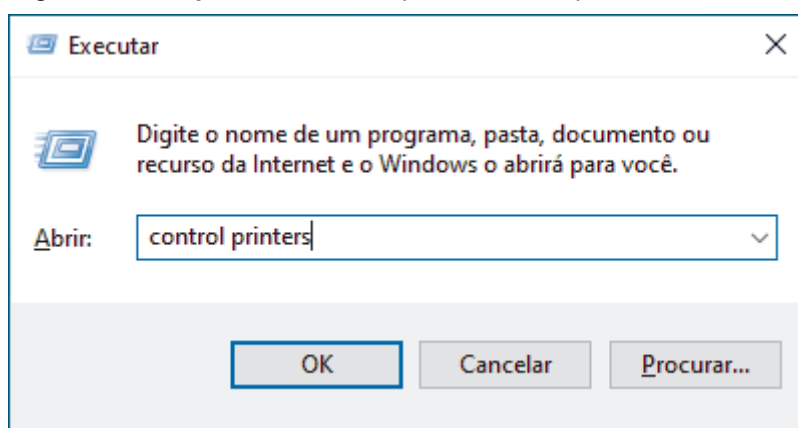 Executar
Digite o nome de um programa, pasta, documento ou
recurso da Internet e o Windows o abrirá para você.
Abrir: control printers
OK Cancelar Procurar...